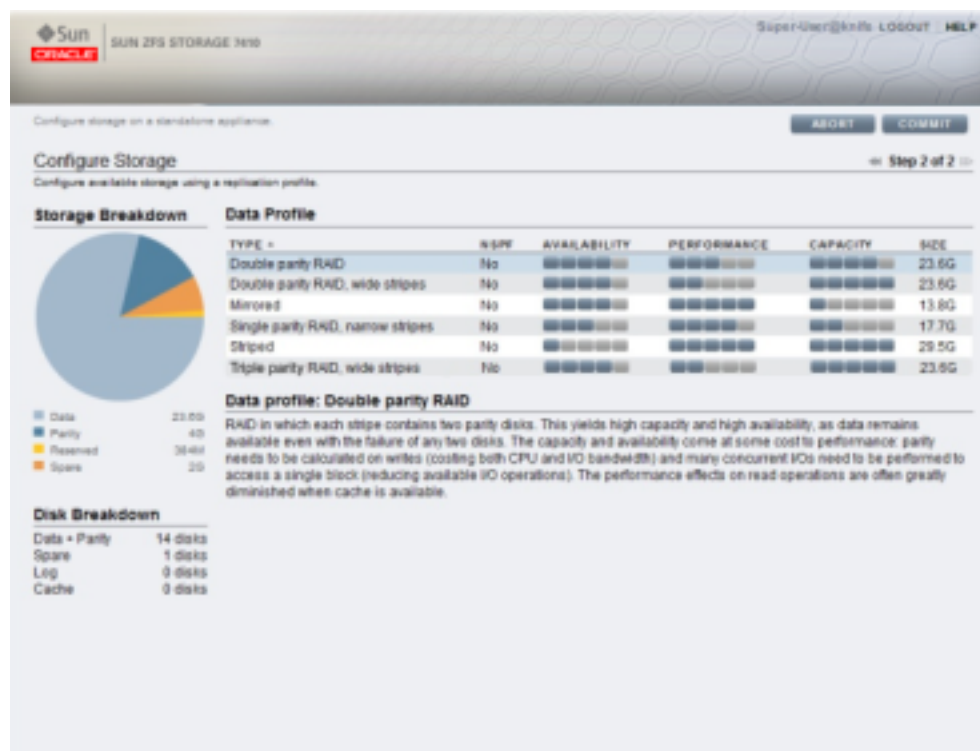 Sun
ORACLE
SUN ZFS STORAGE 7410
Super-User@knife LOGOUT HELP
Configure storage on a standalone appliance.
ABORT COMMIT
Configure Storage
Step 2 of 2
Configure available storage using a replication profile.
Storage Breakdown
Data 23.6G
Parity 4G
Reserved 384M
Spare 2G
Disk Breakdown
Data + Parity 14 disks
Spare 1 disks
Log 0 disks
Cache 0 disks
Data Profile
TYPE NSPF AVAILABILITY PERFORMANCE CAPACITY SIZE
Double parity RAID No 23.6G
Double parity RAID, wide stripes No 23.6G
Mirrored No 13.8G
Single parity RAID, narrow stripes No 17.7G
Striped No 29.5G
Triple parity RAID, wide stripes No 23.6G
Data profile: Double parity RAID
RAID in which each stripe contains two parity disks. This yields high capacity and high availability, as data remains
available even with the failure of any two disks. The capacity and availability come at some cost to performance: parity
needs to be calculated on writes (costing both CPU and I/O bandwidth) and many concurrent I/Os need to be performed to
access a single block (reducing available I/O operations). The performance effects on read operations are often greatly
diminished when cache is available.